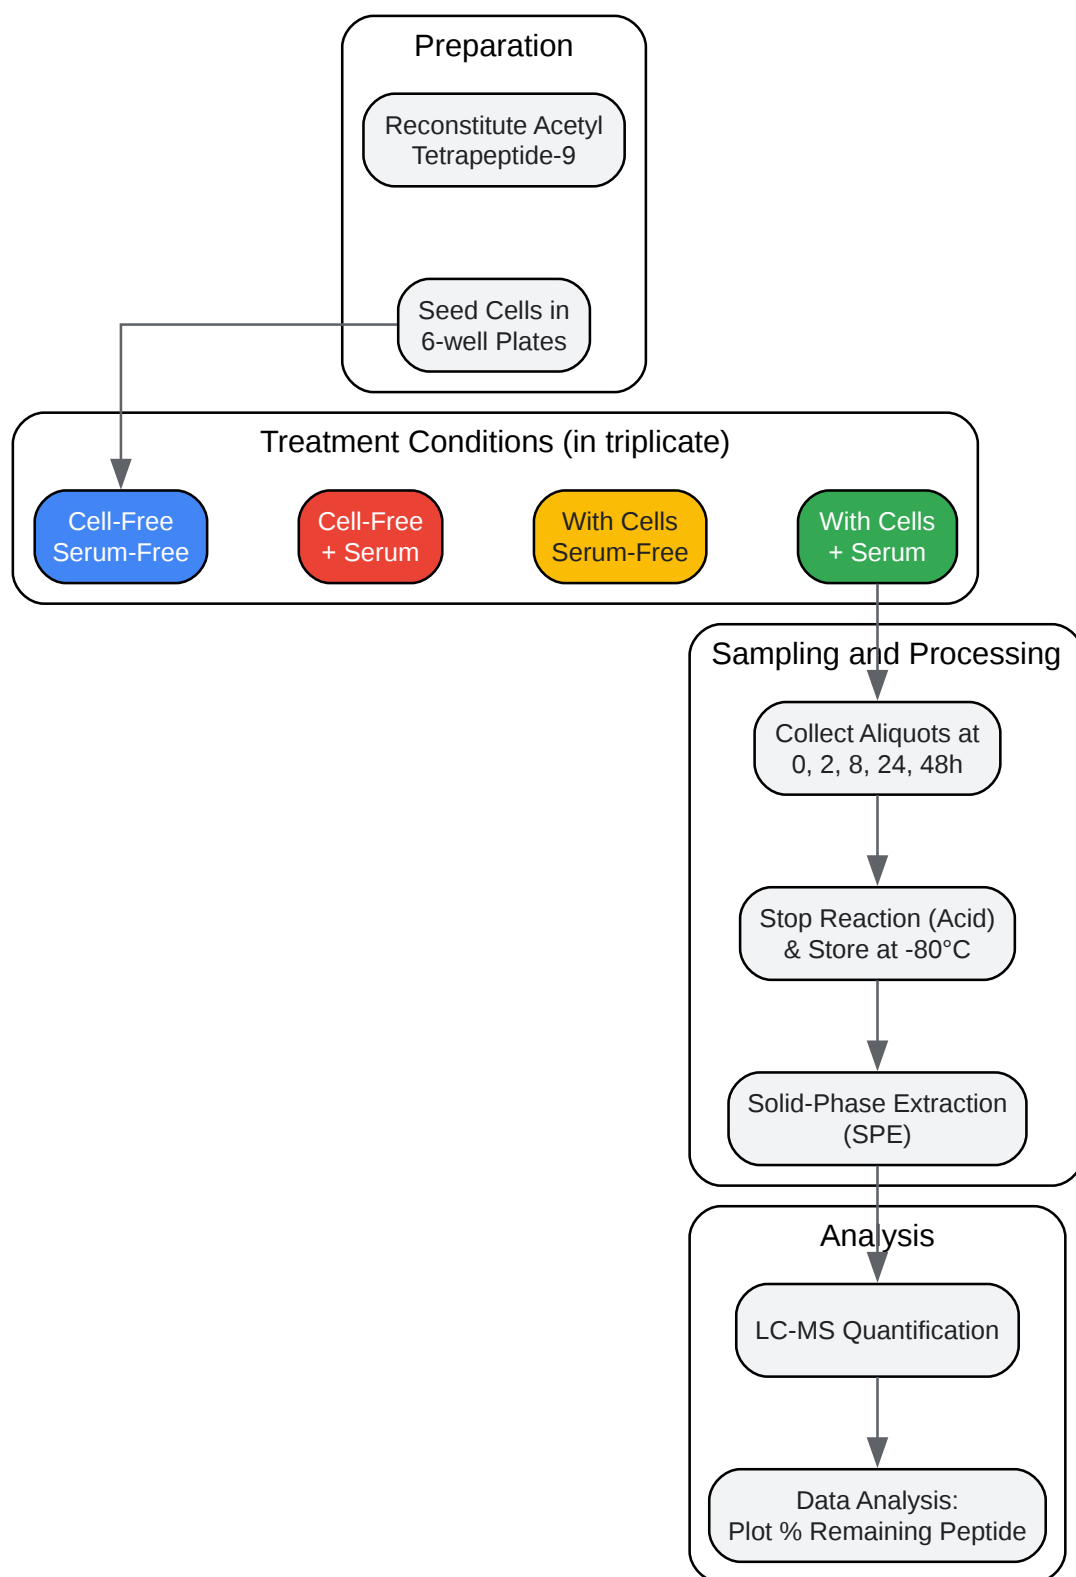 Preparation
Reconstitute Acetyl
Tetrapeptide-9
Seed Cells in
6-well Plates
Treatment Conditions (in triplicate)
Cell-Free
Serum-Free
Cell-Free
+ Serum
With Cells
Serum-Free
With Cells
+ Serum
Sampling and Processing
Collect Aliquots at
0, 2, 8, 24, 48h
Stop Reaction (Acid)
& Store at -80°C
Solid-Phase Extraction
(SPE)
Analysis
LC-MS Quantification
Data Analysis:
Plot % Remaining Peptide